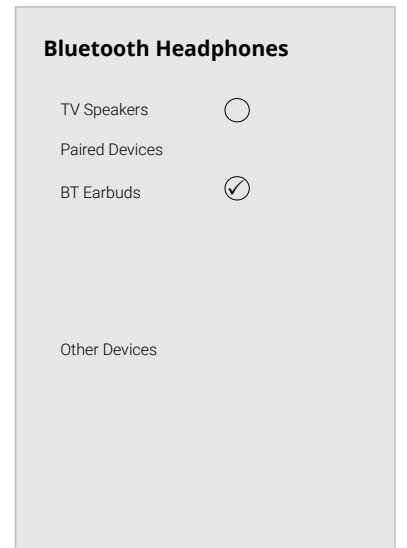 Bluetooth Headphones
TV Speakers
Paired Devices
BT Earbuds
Other Devices